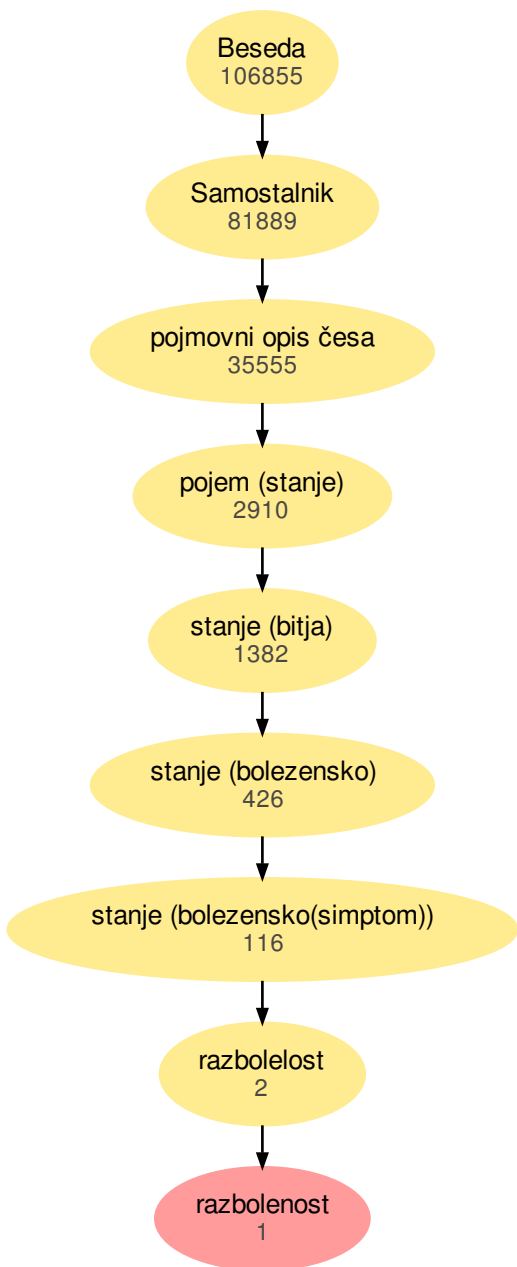 Beseda
106855
Samostalnik
81889
pojmovni opis česa
35555
pojem (stanje)
2910
stanje (bitja)
1382
stanje (bolezensko)
426
stanje (bolezensko(simptom))
116
razbolelost
2
razbolenost
1